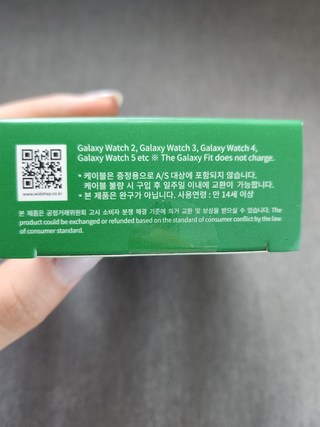 Galaxy Watch 2, Galaxy Watch 3, Galaxy Watch 4,
Galaxy Watch 5 etc ※ The Galaxy Fit does not charge.
* 케이블은 증정용으로 A/S 대상에 포함되지 않습니다.
케이블 불량 시 구입 후 일주일 이내에 교환이 가능합니다.
* 본 제품은 완구가 아닙니다. 사용연령 : 만 14세 이상
본 제품은 공정거래위원회 고시 소비자 분쟁 해결 기준에 의거 교환 및 보상을 받으실 수 있습니다. The
product could be exchanged or refunded based on the standard of consumer conflict by the law
of consumer standard.